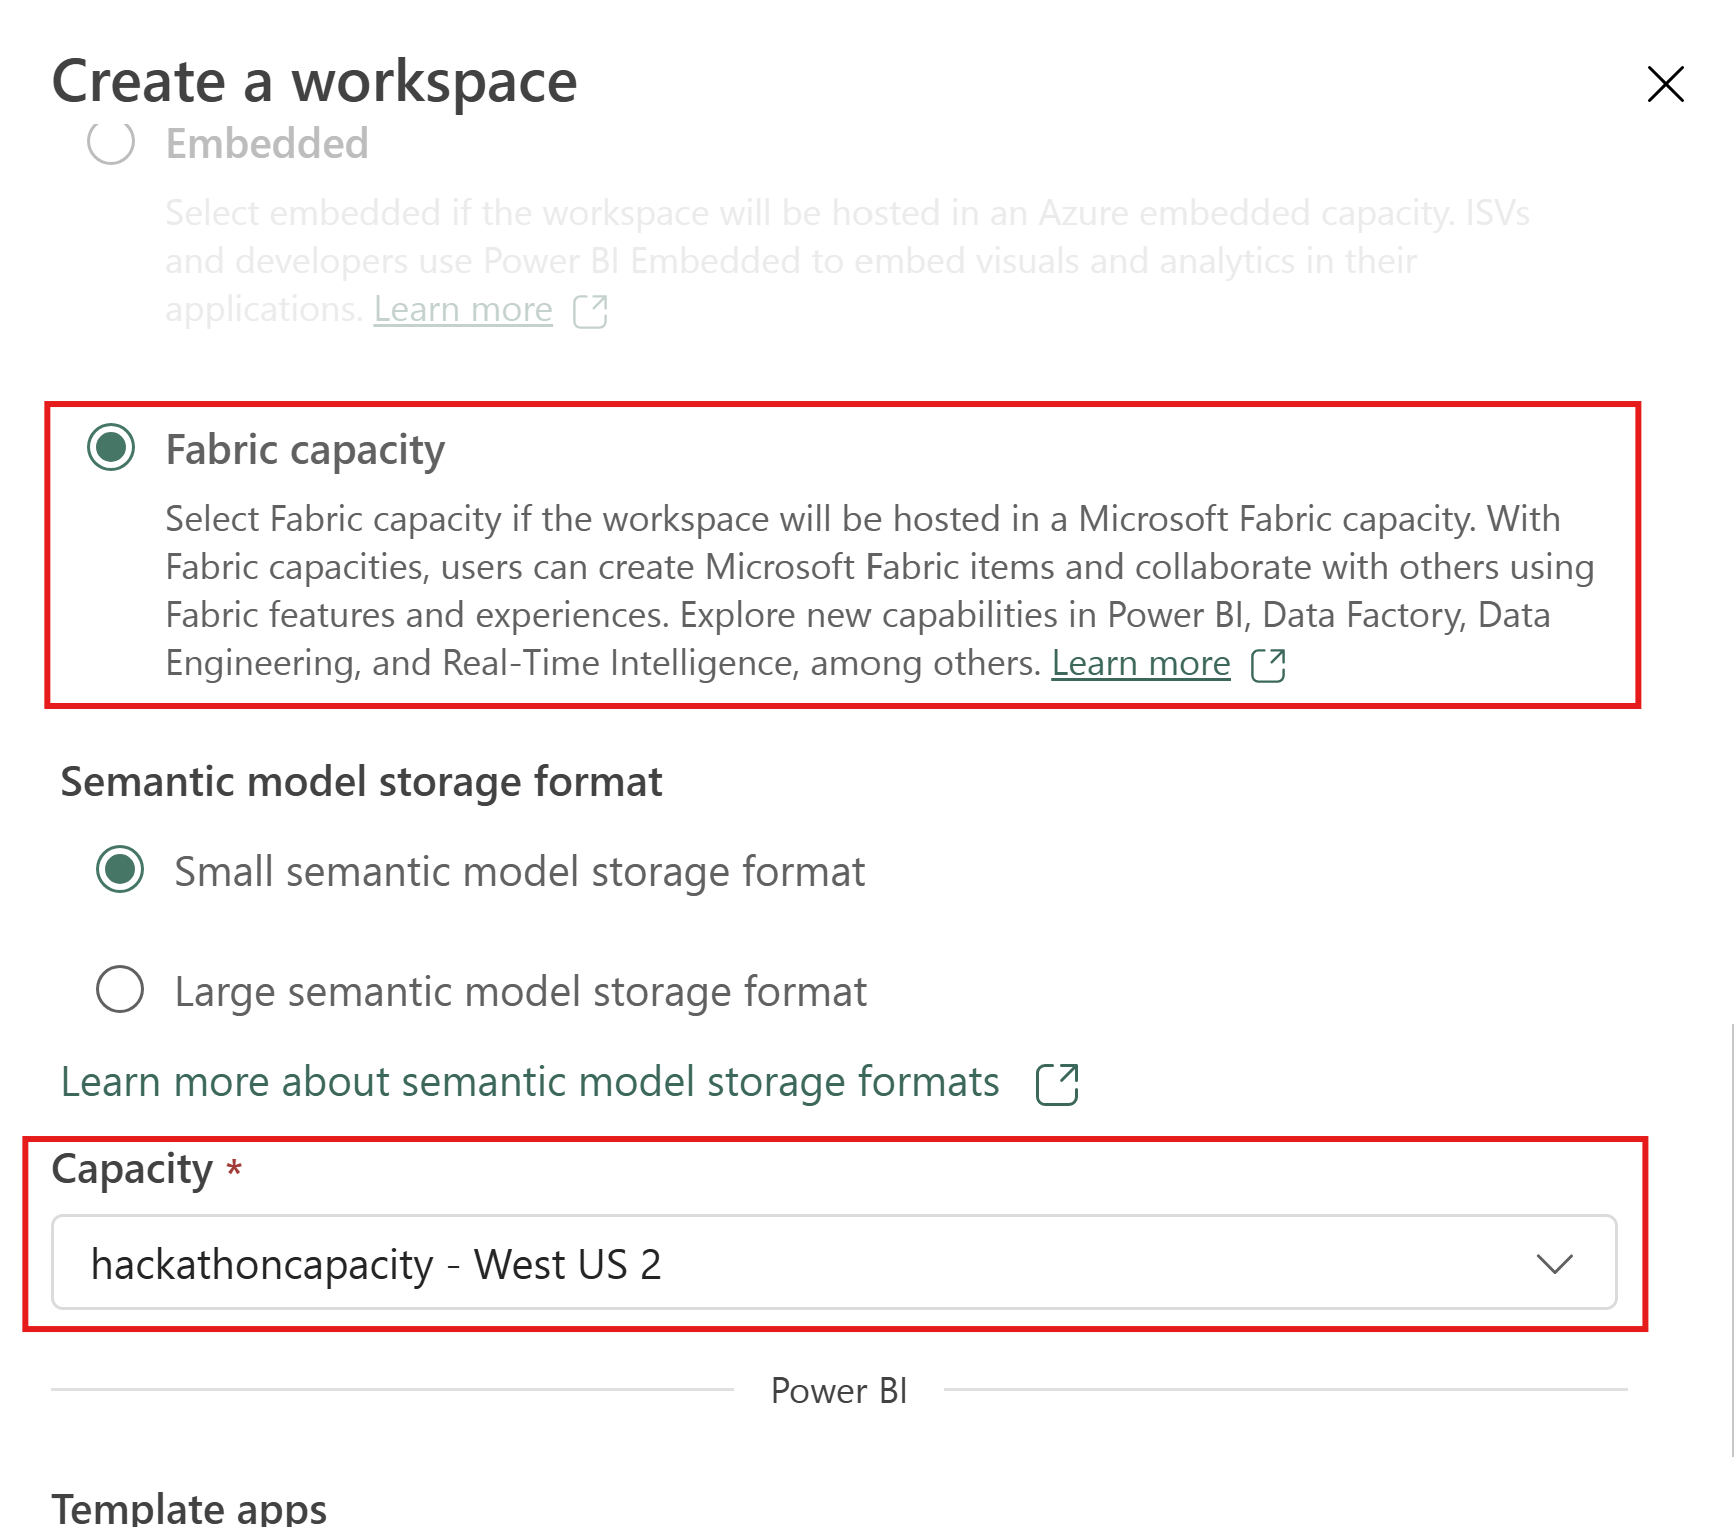 Create a workspace
Embedded
Select embedded if the workspace will be hosted in an Azure embedded capacity. ISVs
and developers use Power BI Embedded to embed visuals and analytics in their
applications. Learn more
Fabric capacity
Select Fabric capacity if the workspace will be hosted in a Microsoft Fabric capacity. With
Fabric capacities, users can create Microsoft Fabric items and collaborate with others using
Fabric features and experiences. Explore new capabilities in Power BI, Data Factory, Data
Engineering, and Real-Time Intelligence, among others. Learn more
Semantic model storage format
Small semantic model storage format
Large semantic model storage format
Learn more about semantic model storage formats
Capacity *
hackathoncapacity - West US 2
Power BI
Template apps